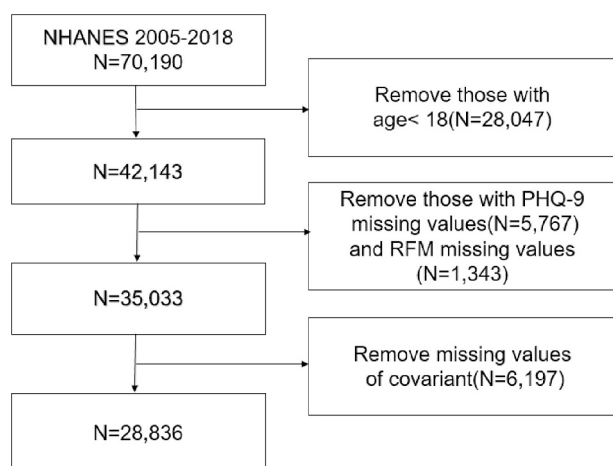 NHANES 2005-2018
N=70,190
Remove those with
age< 18(N=28,047)
N=42,143
Remove those with PHQ-9
missing values(N=5,767)
and RFM missing values
(N=1,343)
N=35,033
Remove missing values
of covariant(N=6,197)
N=28,836